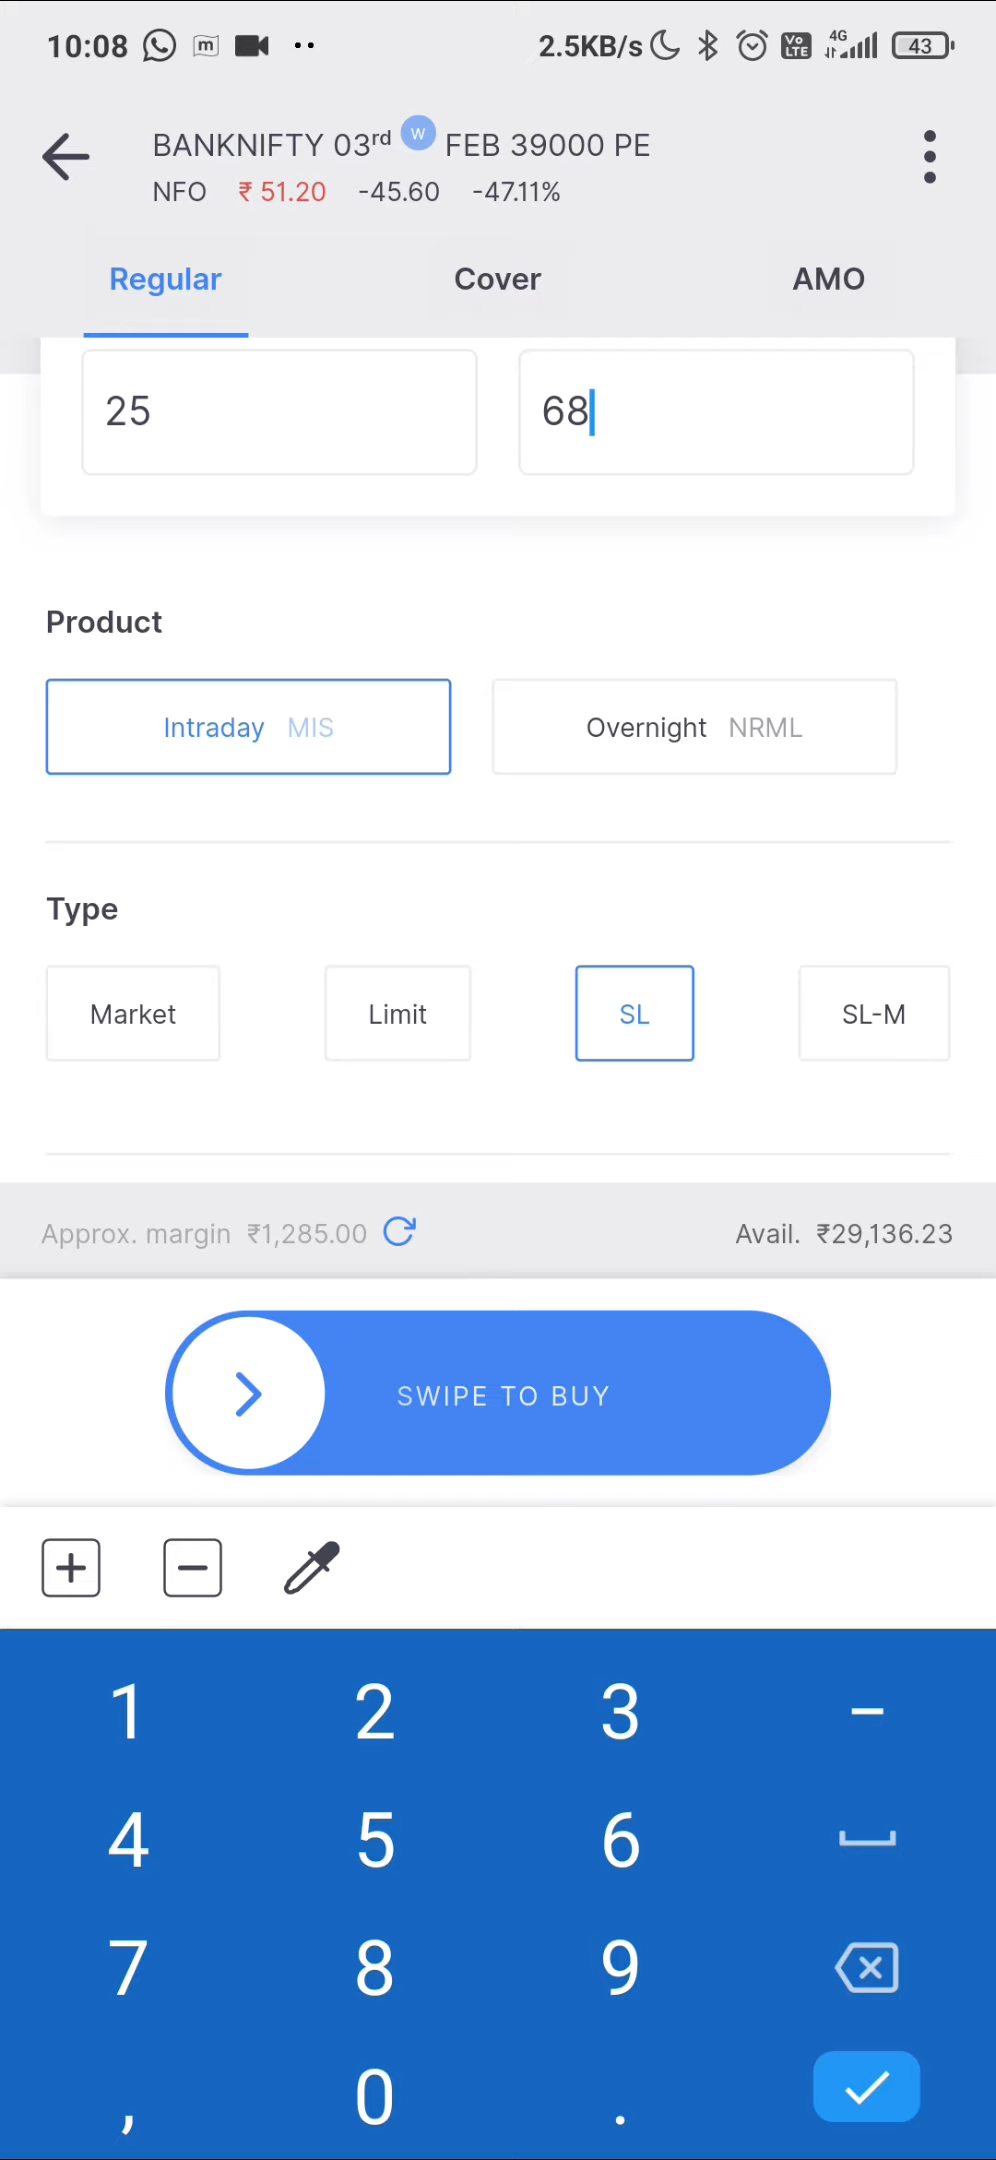 10:08 m 2.5KB/s Vo LTE 4G 43
BANKNIFTY 03rd W FEB 39000 PE
NFO ₹ 51.20 -45.60 -47.11%
Regular Cover AMO
25 68
Product
Intraday MIS Overnight NRML
Type
Market Limit SL SL-M
Approx. margin ₹1,285.00 Avail. ₹29,136.23
SWIPE TO BUY
1 2 3 –
4 5 6
7 8 9
, 0 .